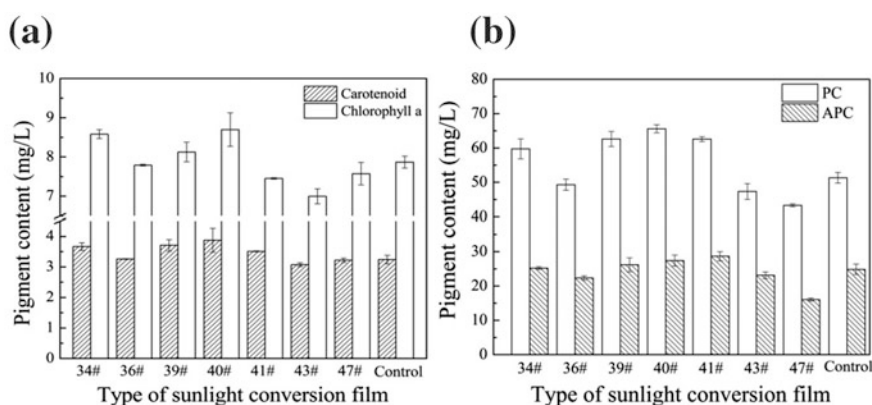 (a)
Pigment content (mg/L)
10
9
8
7
4
3
2
1
0
Carotenoid
Chlorophyll a
34# 36# 39# 40# 41# 43# 47# Control
Type of sunlight conversion film
(b)
Pigment content (mg/L)
80
70
60
50
40
30
20
10
0
PC
APC
34# 36# 39# 40# 41# 43# 47# Control
Type of sunlight conversion film